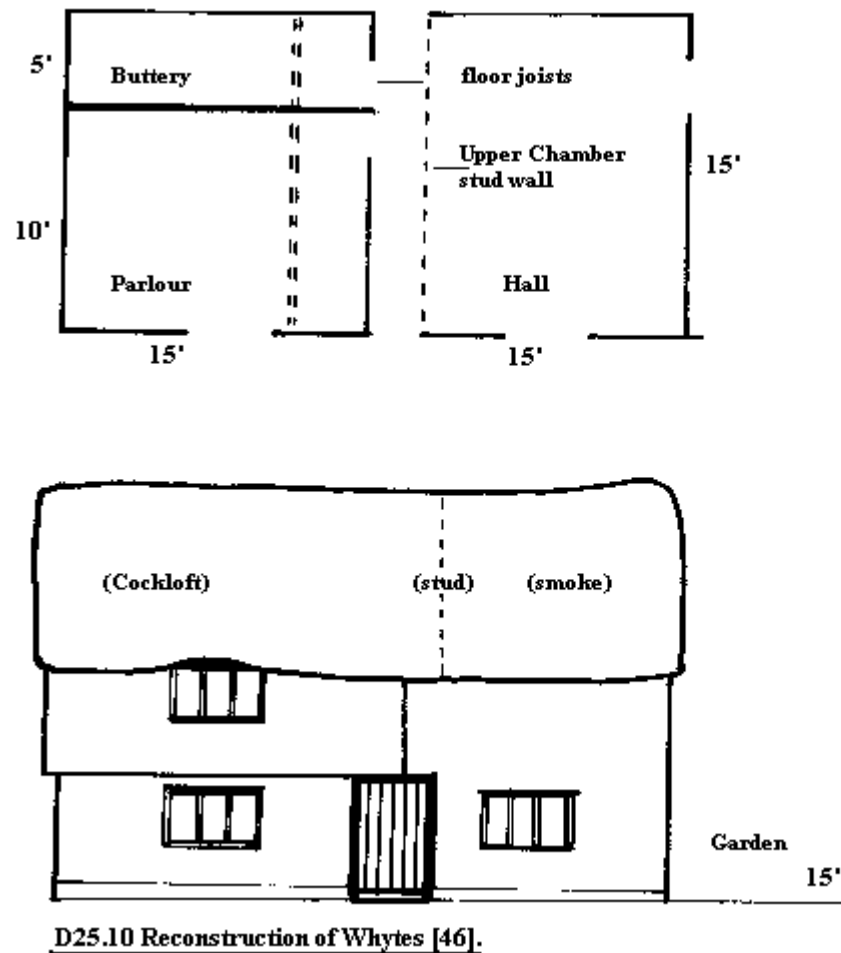 5'
Buttery
floor joists
Upper Chamber
stud wall
15'
10'
Parlour
Hall
15'
15'
(Cockloft)
(stud)
(smoke)
Garden
15'
D25.10 Reconstruction of Whytes [46].